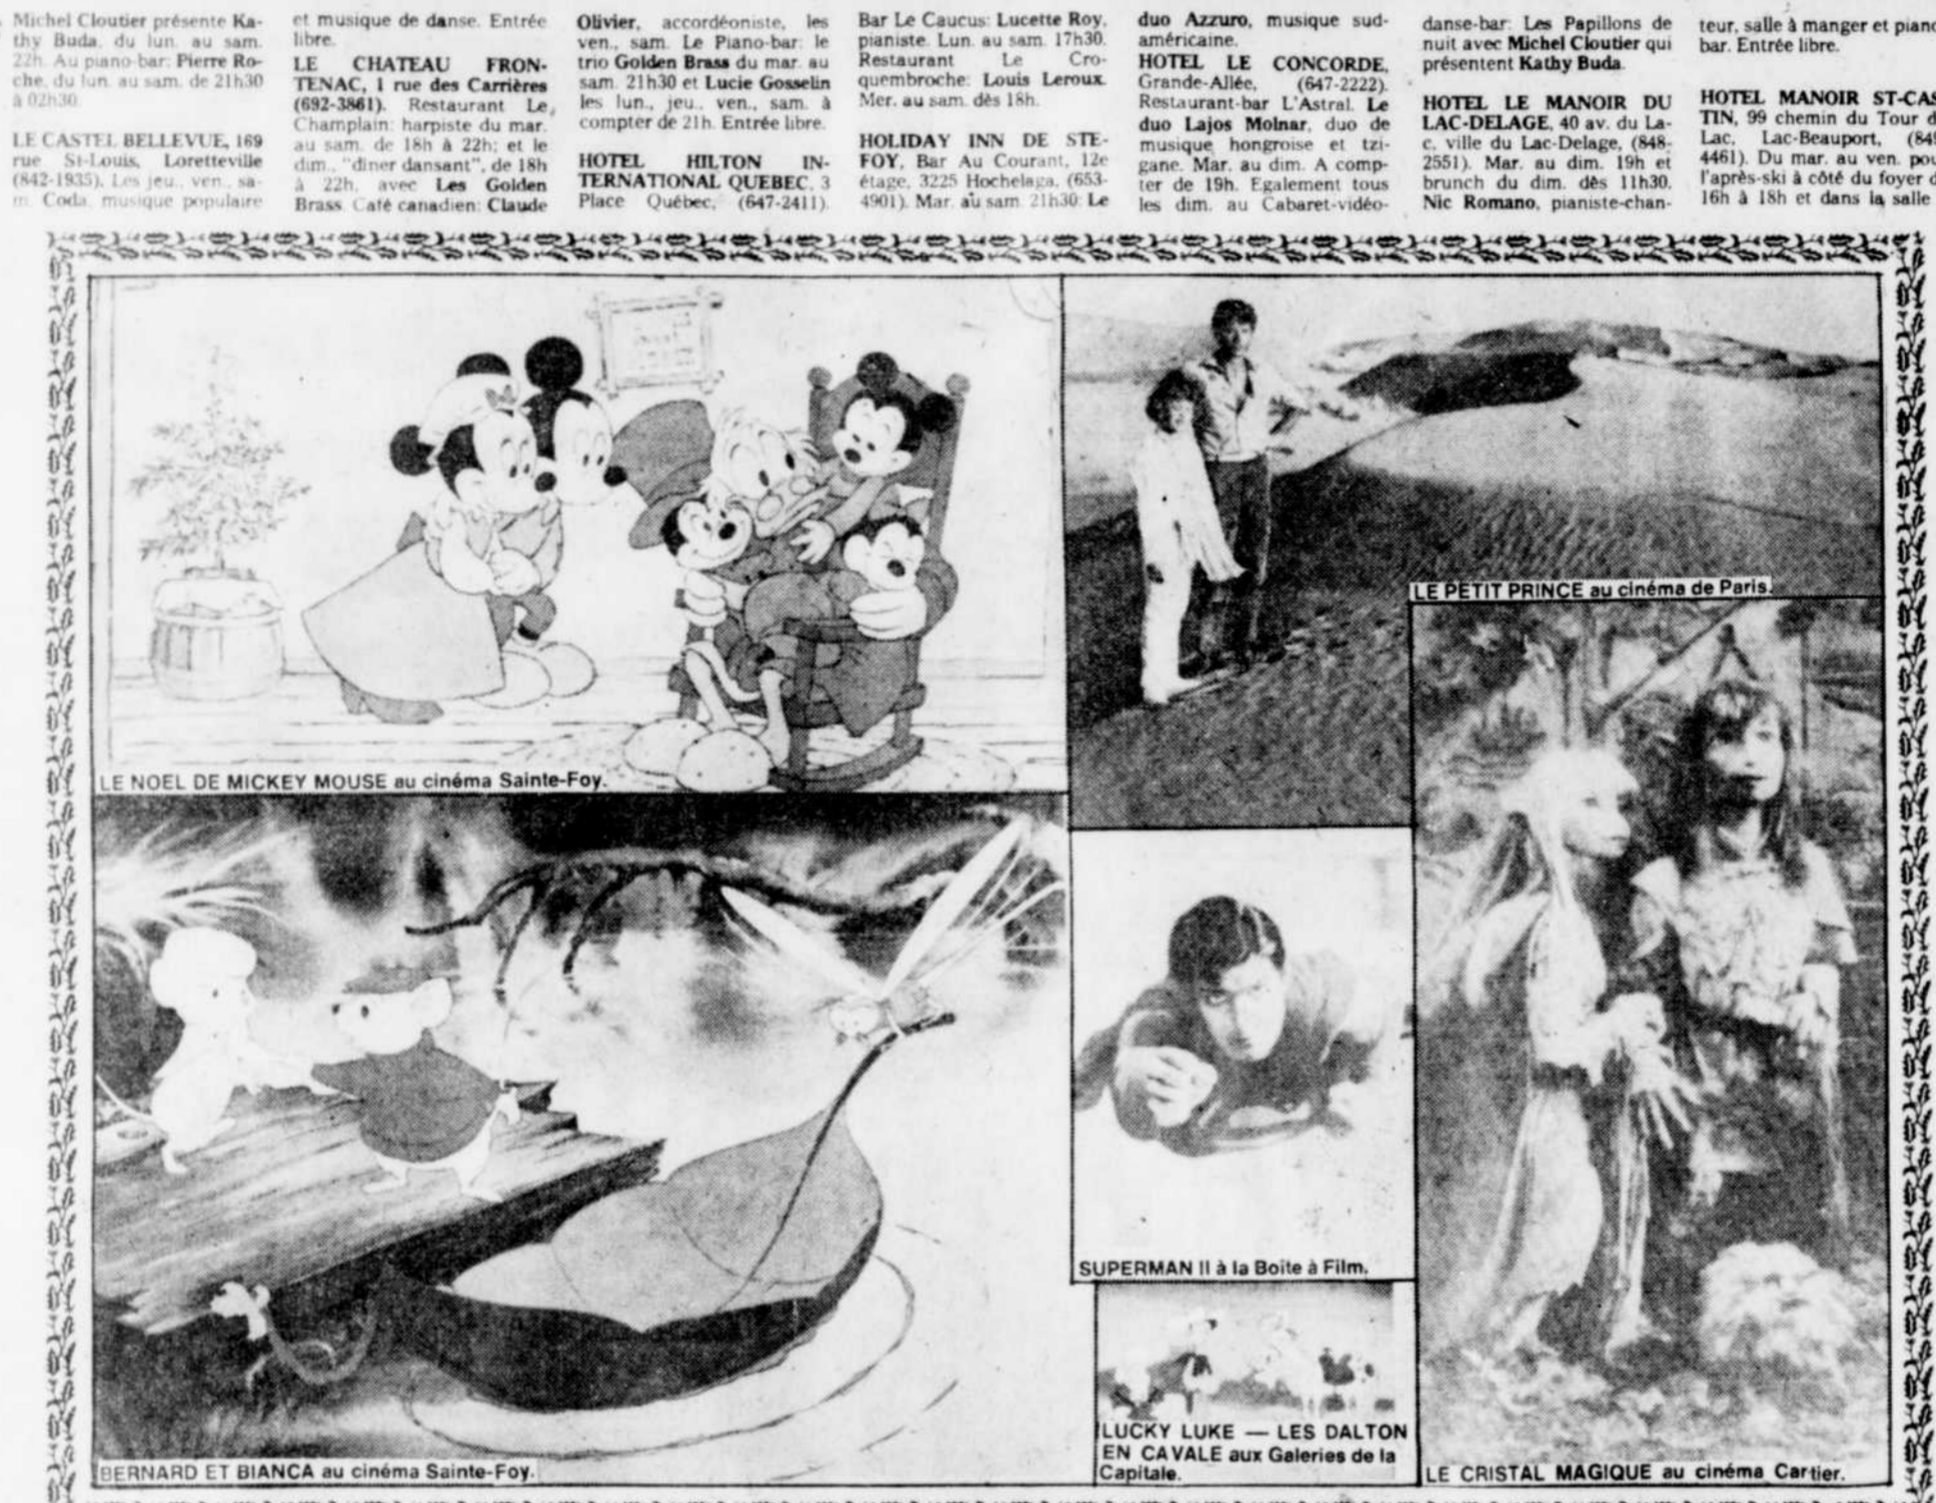 Michel Cloutier présente Ka-
thy Buda, du lun. au sam.
22h. Au piano-bar: Pierre Ro-
che, du lun. au sam. de 21h30
à 02h30.
LE CASTEL BELLEVUE, 169
rue St-Louis, Loretteville
(842-1935). Les jeu., ven., sa-
m. Coda, musique populaire
et musique de danse. Entrée
libre.
LE CHATEAU FRON-
TENAC, 1 rue des Carrières
(692-3861). Restaurant Le
Champlain: harpiste du mar.
au sam. de 18h à 22h; et le
dim., "dîner dansant", de 18h
à 22h, avec Les Golden
Brass. Café canadien: Claude
Olivier, accordéoniste, les
ven., sam. Le Piano-bar: le
trio Golden Brass du mar. au
sam. 21h30 et Lucie Gosselin
les lun., jeu., ven., sam. à
compter de 21h. Entrée libre.
HOTEL HILTON IN-
TERNATIONAL QUEBEC, 3
Place Québec, (647-2411).
Bar Le Caucus: Lucette Roy,
pianiste. Lun. au sam. 17h30.
Restaurant Le Cro-
quembroche: Louis Leroux.
Mer. au sam. dès 18h.
HOLIDAY INN DE STE-
FOY, Bar Au Courant, 12e
étage, 3225 Hochelaga, (653-
4901). Mar. au sam. 21h30: Le
duo Azzuro, musique sud-
américaine.
HOTEL LE CONCORDE,
Grande-Allée, (647-2222).
Restaurant-bar L'Astral. Le
duo Lajos Molnar, duo de
musique hongroise et tzi-
gane. Mar. au dim. A comp-
ter de 19h. Egalement tous
les dim. au Cabaret-vidéo-
danse-bar: Les Papillons de
nuit avec Michel Cloutier qui
présentent Kathy Buda.
HOTEL LE MANOIR DU
LAC-DELAGE, 40 av. du La-
c, ville du Lac-Delage, (848-
2551). Mar. au dim. 19h et
brunch du dim. dès 11h30.
Nic Romano, pianiste-chan-
teur, salle à manger et piano
bar. Entrée libre.
HOTEL MANOIR ST-CAS
TIN, 99 chemin du Tour d
Lac, Lac-Beauport, (849
4461). Du mar. au ven. pou
l'après-ski à côté du foyer d
16h à 18h et dans la salle
LE NOEL DE MICKEY MOUSE au cinéma Sainte-Foy.
LE PETIT PRINCE au cinéma de Paris.
BERNARD ET BIANCA au cinéma Sainte-Foy.
SUPERMAN II à la Boîte à Film.
LUCKY LUKE — LES DALTON
EN CAVALE aux Galeries de la
Capitale.
LE CRISTAL MAGIQUE au cinéma Cartier.